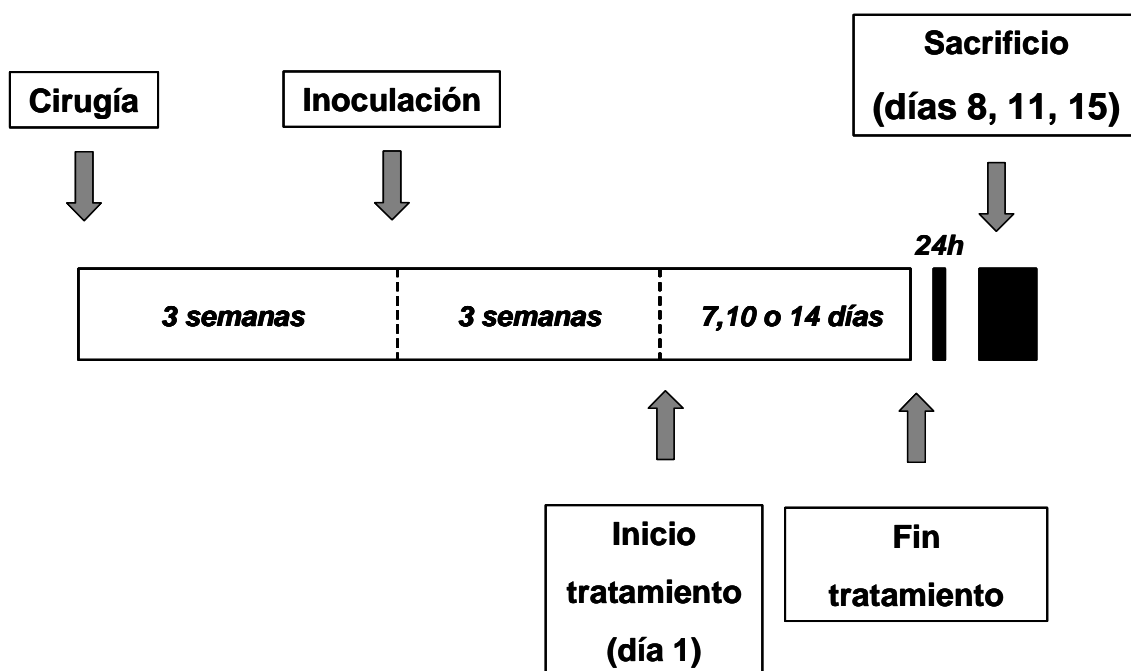 Sacrificio
(días 8, 11, 15)
Cirugía
Inoculación
24h
3 semanas
3 semanas
7,10 o 14 días
Inicio
tratamiento
(día 1)
Fin
tratamiento